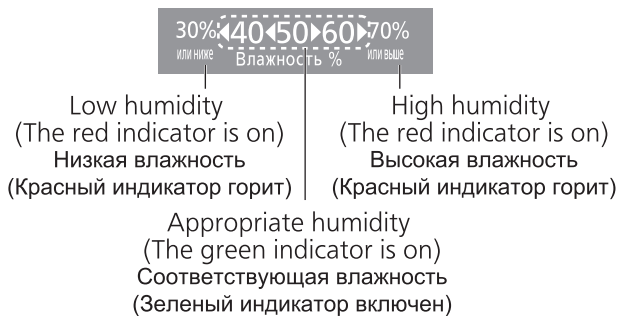 30%◀40◀50▶60▶70%
или ниже Влажность % или выше
Low humidity
(The red indicator is on)
Низкая влажность
(Красный индикатор горит)
High humidity
(The red indicator is on)
Высокая влажность
(Красный индикатор горит)
Appropriate humidity
(The green indicator is on)
Соответствующая влажность
(Зеленый индикатор включен)